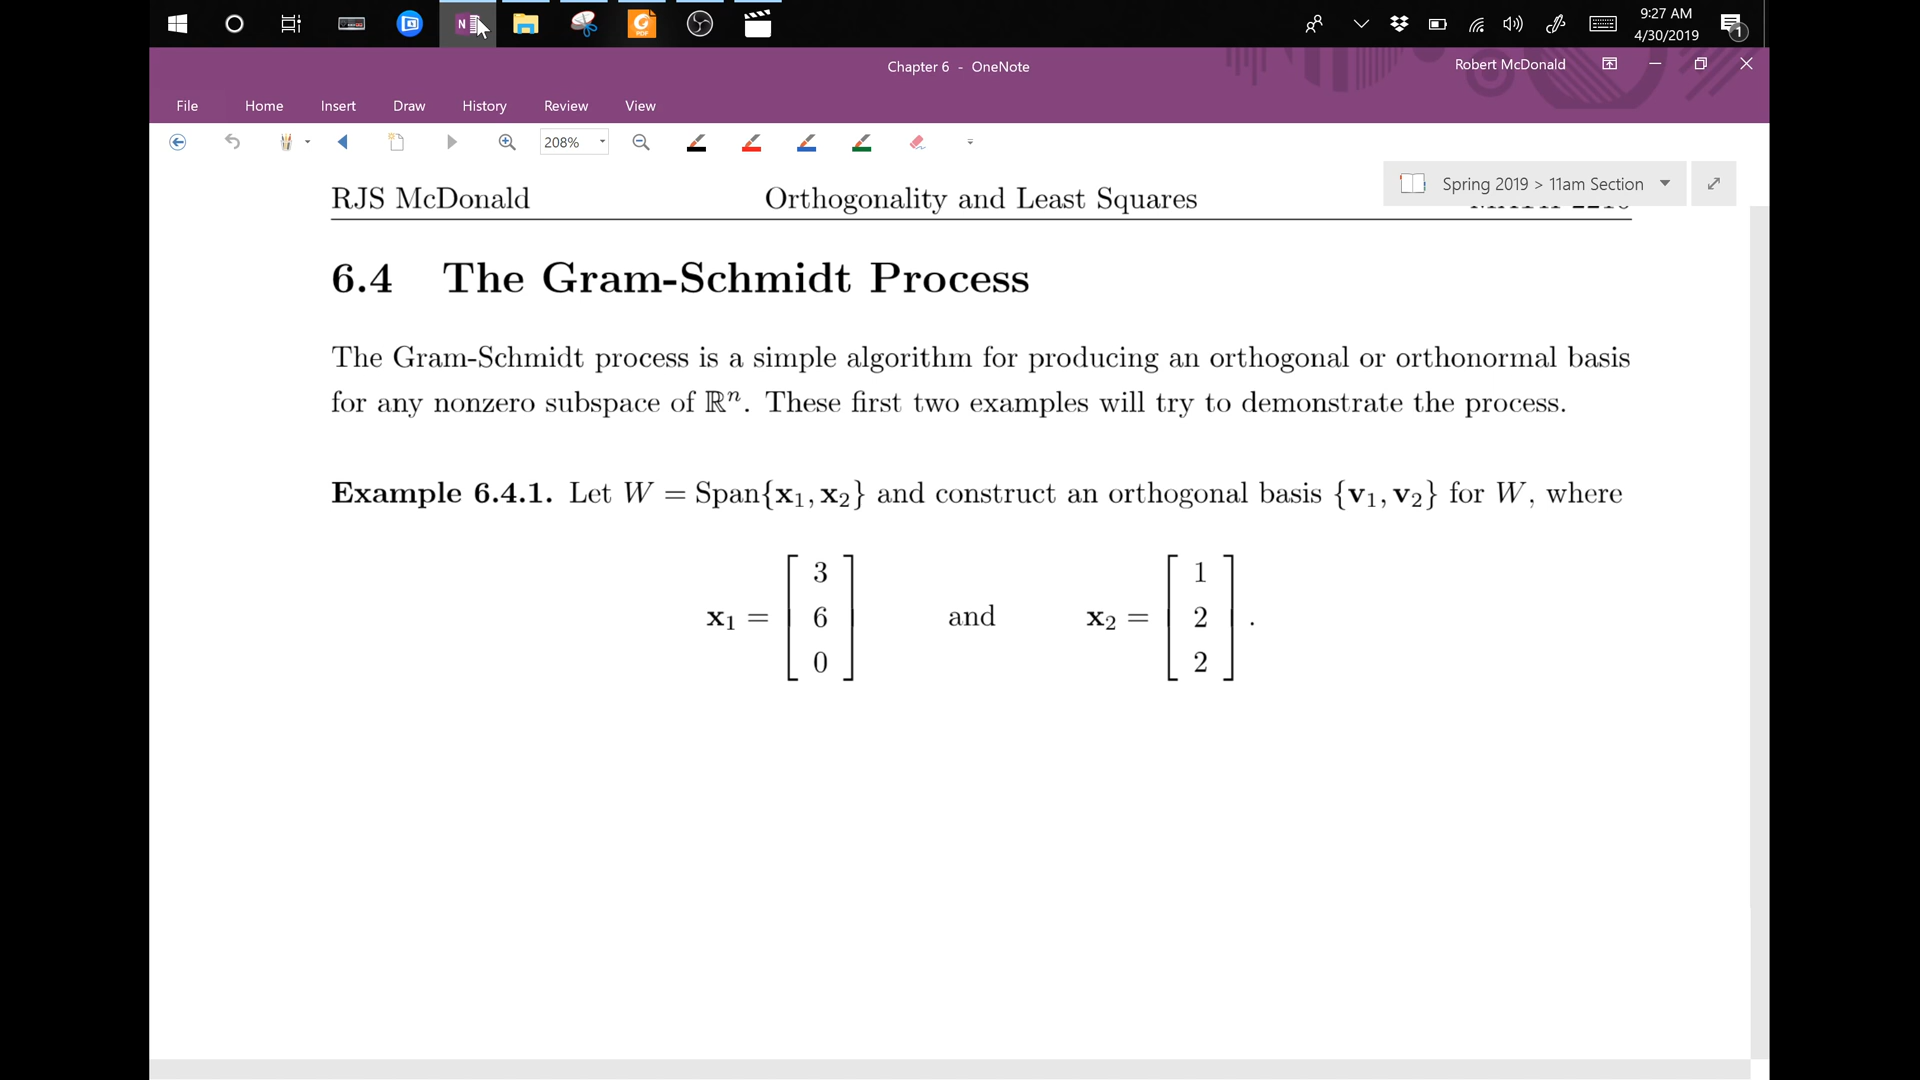 9:27 AM
4/30/2019
1
Chapter 6 - OneNote
Robert McDonald
File Home Insert Draw History Review View
208%
Spring 2019 > 11am Section
RJS McDonald Orthogonality and Least Squares
6.4 The Gram-Schmidt Process
The Gram-Schmidt process is a simple algorithm for producing an orthogonal or orthonormal basis
for any nonzero subspace of ℝⁿ. These first two examples will try to demonstrate the process.
Example 6.4.1. Let W = Span{x₁, x₂} and construct an orthogonal basis {v₁, v₂} for W, where
x₁ = [3 6 0] and x₂ = [1 2 2].